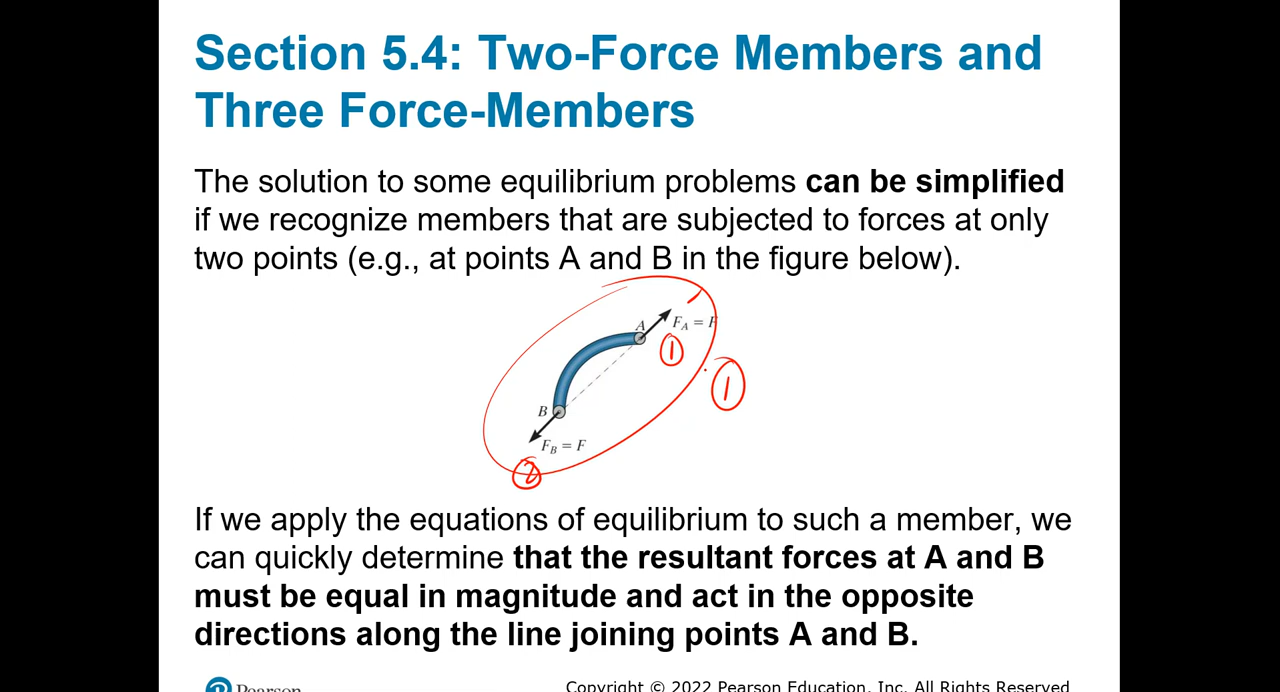 Section 5.4: Two-Force Members and
Three Force-Members
The solution to some equilibrium problems can be simplified
if we recognize members that are subjected to forces at only
two points (e.g., at points A and B in the figure below).
A
F_A = F
1
1
B
F_B = F
2
If we apply the equations of equilibrium to such a member, we
can quickly determine that the resultant forces at A and B
must be equal in magnitude and act in the opposite
directions along the line joining points A and B.
Pearson
Copyright © 2022 Pearson Education, Inc. All Rights Reserved